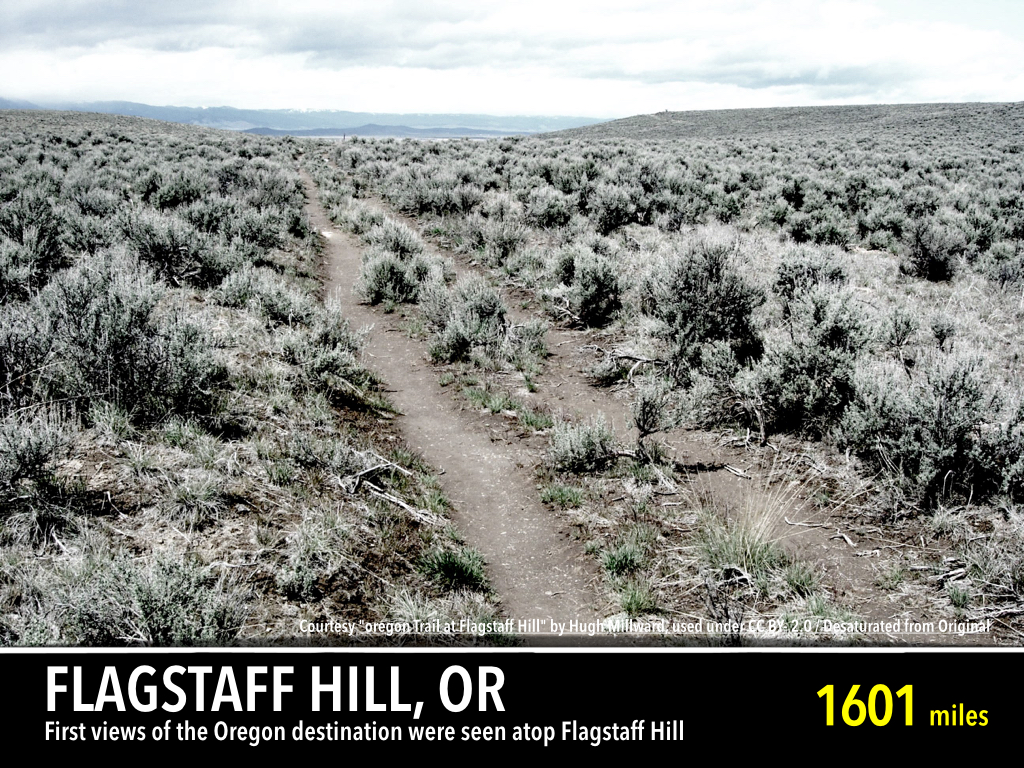 Courtesy "oregon Trail at Flagstaff Hill" by Hugh Millward; used under CC BY: 2.0 / Desaturated from Original
FLAGSTAFF HILL, OR
First views of the Oregon destination were seen atop Flagstaff Hill
1601 miles